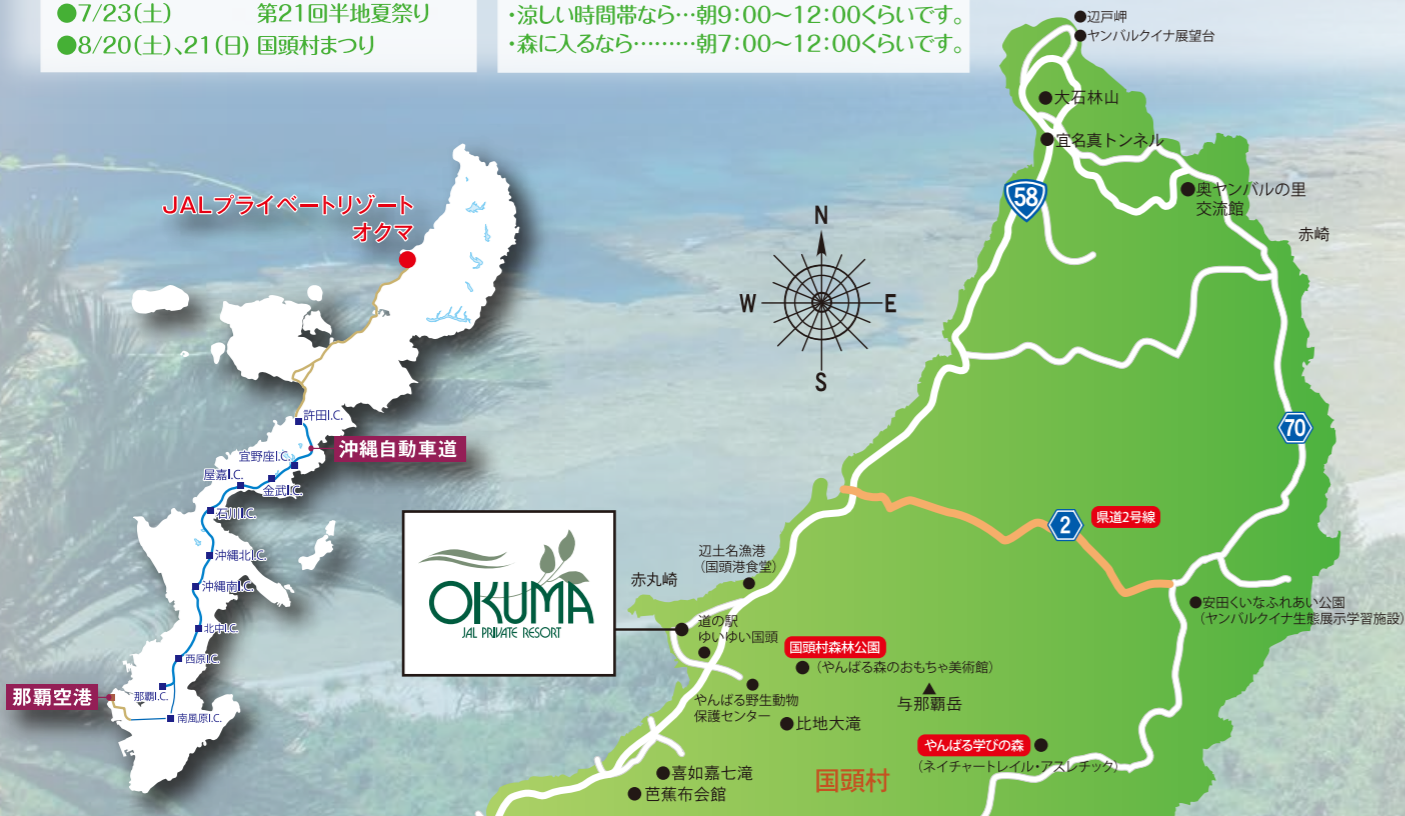 ●7/23(土) 第21回半地夏祭り
●8/20(土)、21(日) 国頭村まつり
・涼しい時間帯なら…朝9:00〜12:00くらいです。
・森に入るなら………朝7:00〜12:00くらいです。
JALプライベートリゾート
オクマ
許田I.C.
沖縄自動車道
宜野座I.C.
屋嘉I.C.
金武I.C.
石川I.C.
沖縄北I.C.
沖縄南I.C.
北中I.C.
西原I.C.
那覇空港
那覇I.C.
南風原I.C.
OKUMA
JAL PRIVATE RESORT
N
W
E
S
●辺戸岬
●ヤンバルクイナ展望台
●大石林山
●宜名真トンネル
58
●奥ヤンバルの里
交流館
赤崎
70
2
県道2号線
辺土名漁港
(国頭港食堂)
赤丸崎
道の駅
ゆいゆい国頭
国頭村森林公園
●(やんばる森のおもちゃ美術館)
●安田くいなふれあい公園
(ヤンバルクイナ生態展示学習施設)
やんばる野生動物
保護センター
▲
与那覇岳
●比地大滝
やんばる学びの森●
(ネイチャートレイル・アスレチック)
●喜如嘉七滝
●芭蕉布会館
国頭村